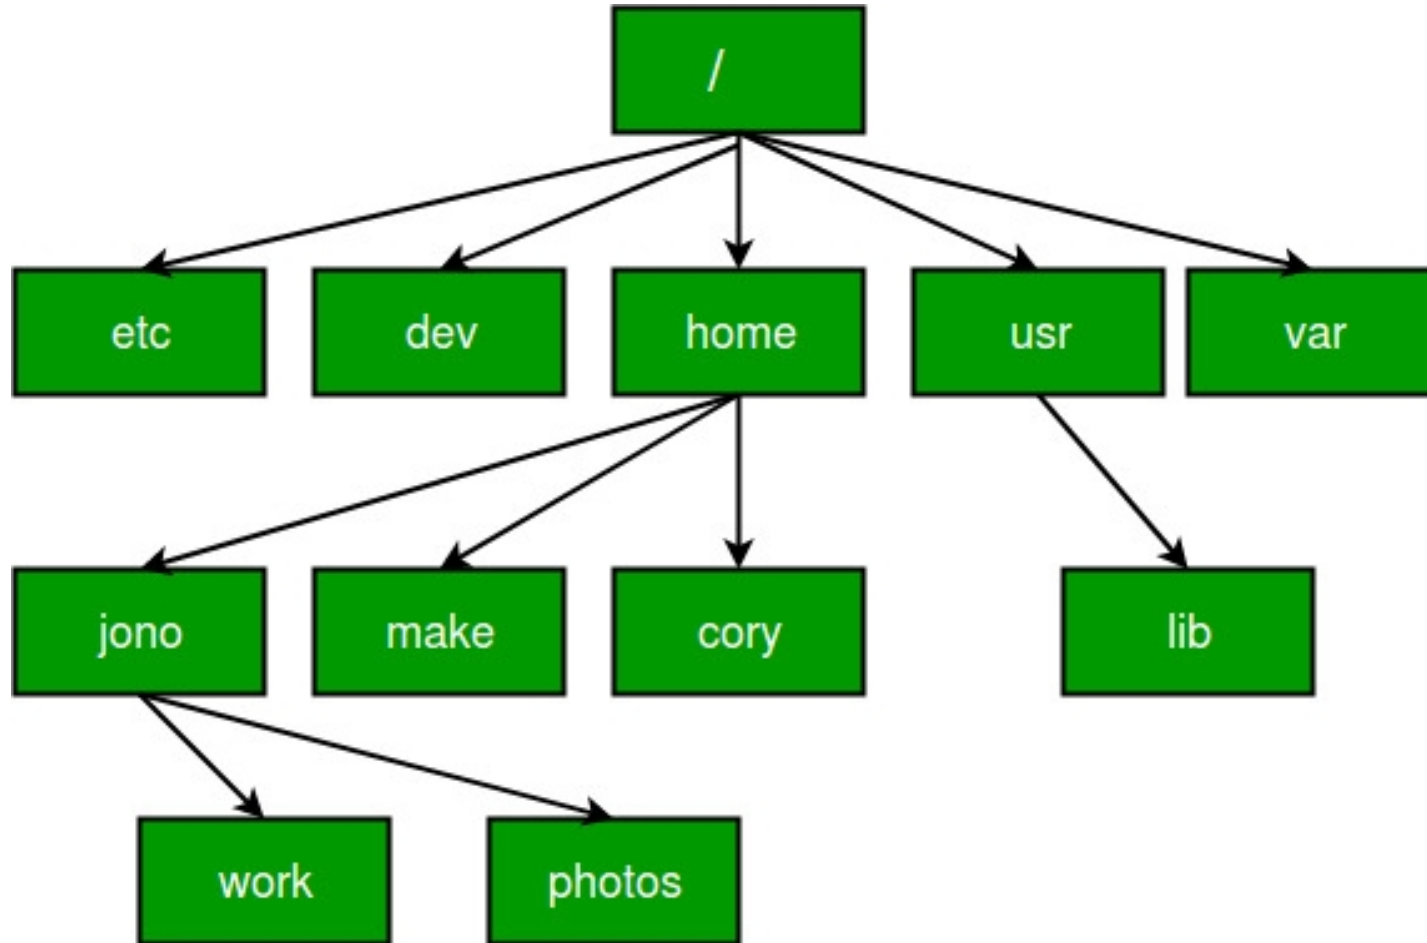 /
etc
dev
home
usr
var
jono
make
cory
lib
work
photos